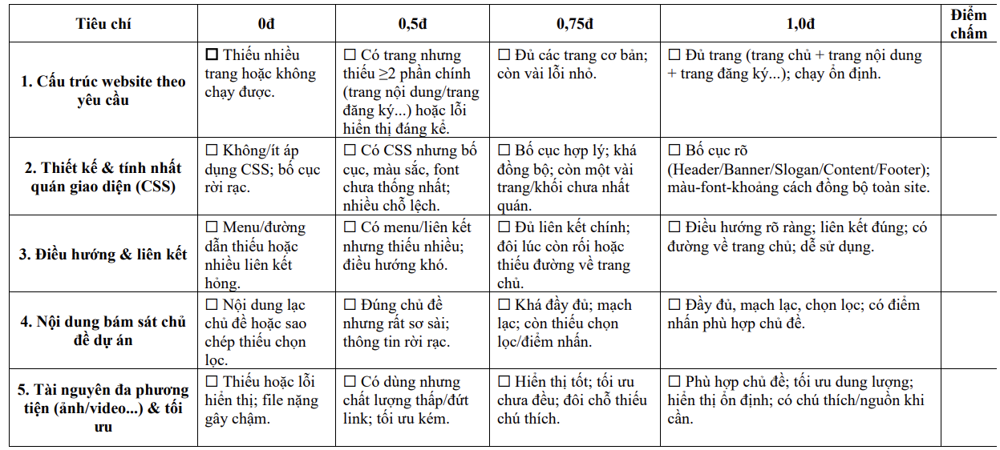 Tiêu chí
0đ
0,5đ
0,75đ
1,0đ
Điểm
chấm
1. Cấu trúc website theo
yêu cầu
☐ Thiếu nhiều
trang hoặc không
chạy được.
☐ Có trang nhưng
thiếu ≥2 phần chính
(trang nội dung/trang
đăng ký...) hoặc lỗi
hiển thị đáng kể.
☐ Đủ các trang cơ bản;
còn vài lỗi nhỏ.
☐ Đủ trang (trang chủ + trang nội dung
+ trang đăng ký...); chạy ổn định.
2. Thiết kế & tính nhất
quán giao diện (CSS)
☐ Không/ít áp
dụng CSS; bố cục
rời rạc.
☐ Có CSS nhưng bố
cục, màu sắc, font
chưa thống nhất;
nhiều chỗ lệch.
☐ Bố cục hợp lý; khá
đồng bộ; còn một vài
trang/khối chưa nhất
quán.
☐ Bố cục rõ
(Header/Banner/Slogan/Content/Footer);
màu-font-khoảng cách đồng bộ toàn site.
3. Điều hướng & liên kết
☐ Menu/đường
dẫn thiếu hoặc
nhiều liên kết
hỏng.
☐ Có menu/liên kết
nhưng thiếu nhiều;
điều hướng khó.
☐ Đủ liên kết chính;
đôi lúc còn rối hoặc
thiếu đường về trang
chủ.
☐ Điều hướng rõ ràng; liên kết đúng; có
đường về trang chủ; dễ sử dụng.
4. Nội dung bám sát chủ
đề dự án
☐ Nội dung lạc
chủ đề hoặc sao
chép thiếu chọn
lọc.
☐ Đúng chủ đề
nhưng rất sơ sài;
thông tin rời rạc.
☐ Khá đầy đủ; mạch
lạc; còn thiếu chọn
lọc/điểm nhấn.
☐ Đầy đủ, mạch lạc, chọn lọc; có điểm
nhấn phù hợp chủ đề.
5. Tài nguyên đa phương
tiện (ảnh/video...) & tối
ưu
☐ Thiếu hoặc lỗi
hiển thị; file nặng
gây chậm.
☐ Có dùng nhưng
chất lượng thấp/đứt
link; tối ưu kém.
☐ Hiển thị tốt; tối ưu
chưa đều; đôi chỗ thiếu
chú thích.
☐ Phù hợp chủ đề; tối ưu dung lượng;
hiển thị ổn định; có chú thích/nguồn khi
cần.